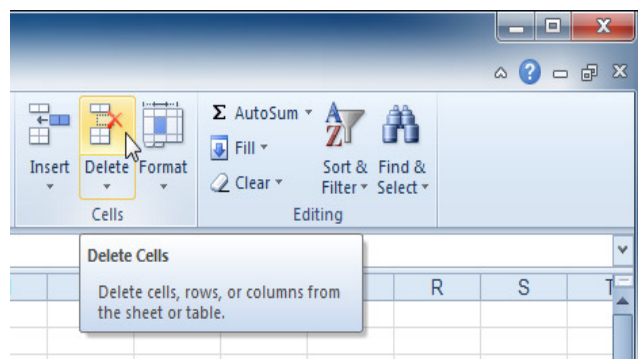 Σ AutoSum
Fill
Clear
Insert
Delete
Format
Sort &
Filter
Find &
Select
Cells
Editing
Delete Cells
Delete cells, rows, or columns from
the sheet or table.
R
S
T